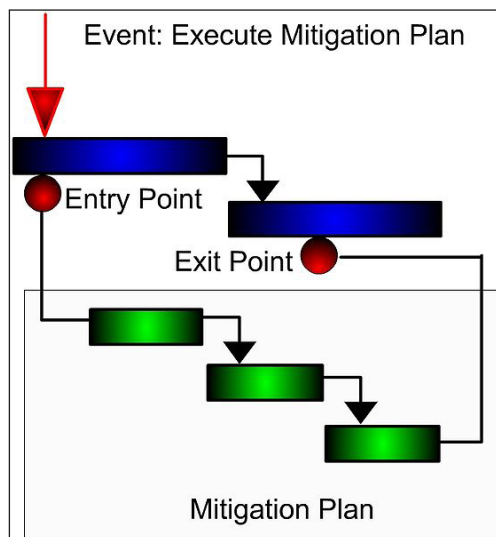 Event: Execute Mitigation Plan
Entry Point
Exit Point
Mitigation Plan